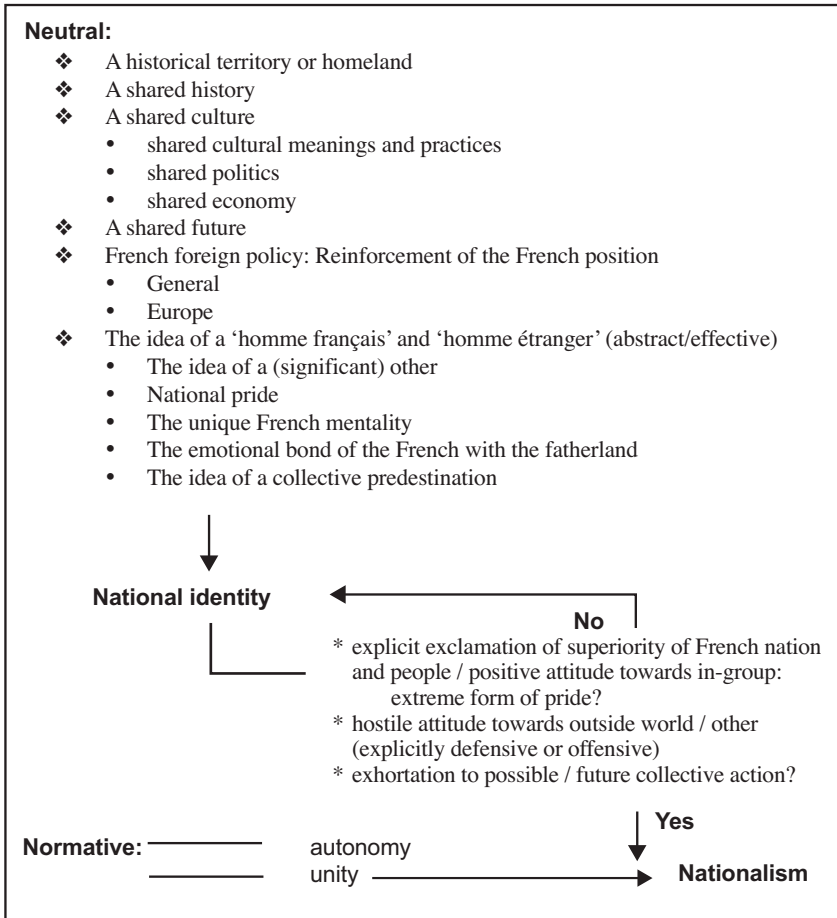 Neutral:
❖ A historical territory or homeland
❖ A shared history
❖ A shared culture
• shared cultural meanings and practices
• shared politics
• shared economy
❖ A shared future
❖ French foreign policy: Reinforcement of the French position
• General
• Europe
❖ The idea of a ‘homme français’ and ‘homme étranger’ (abstract/effective)
• The idea of a (significant) other
• National pride
• The unique French mentality
• The emotional bond of the French with the fatherland
• The idea of a collective predestination
National identity
No
* explicit exclamation of superiority of French nation
and people / positive attitude towards in-group:
extreme form of pride?
* hostile attitude towards outside world / other
(explicitly defensive or offensive)
* exhortation to possible / future collective action?
Yes
Normative: autonomy
unity Nationalism